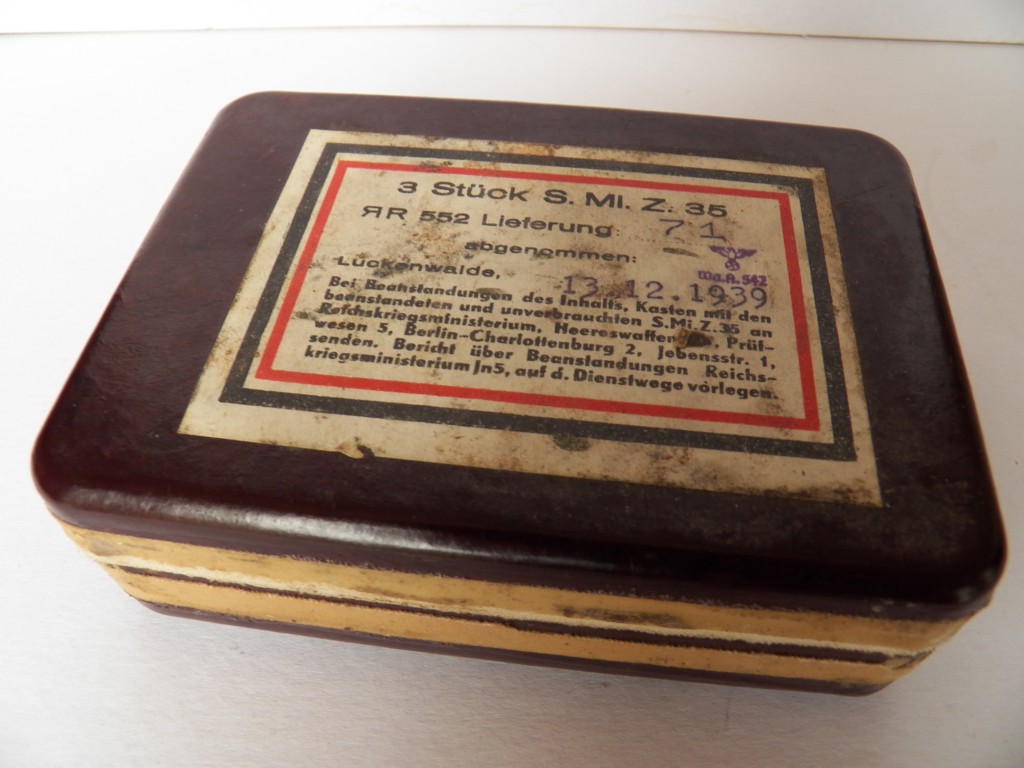 3 Stück S. Mi. Z. 35
ЯR 552 Lieferung: 71
abgenommen:
Wa.A. 542
Luckenwalde, 13.12.1939
Bei Beanstandungen des Inhalts, Kasten mit den
beanstandeten und unverbrauchten S.Mi.Z.35 an
Reichskriegsministerium, Heereswaffen , Prüf-
wesen 5, Berlin-Charlottenburg 2, Jebensstr. 1,
senden. Bericht über Beanstandungen Reichs-
kriegsministerium Jn5, auf d. Dienstwege vorlegen.